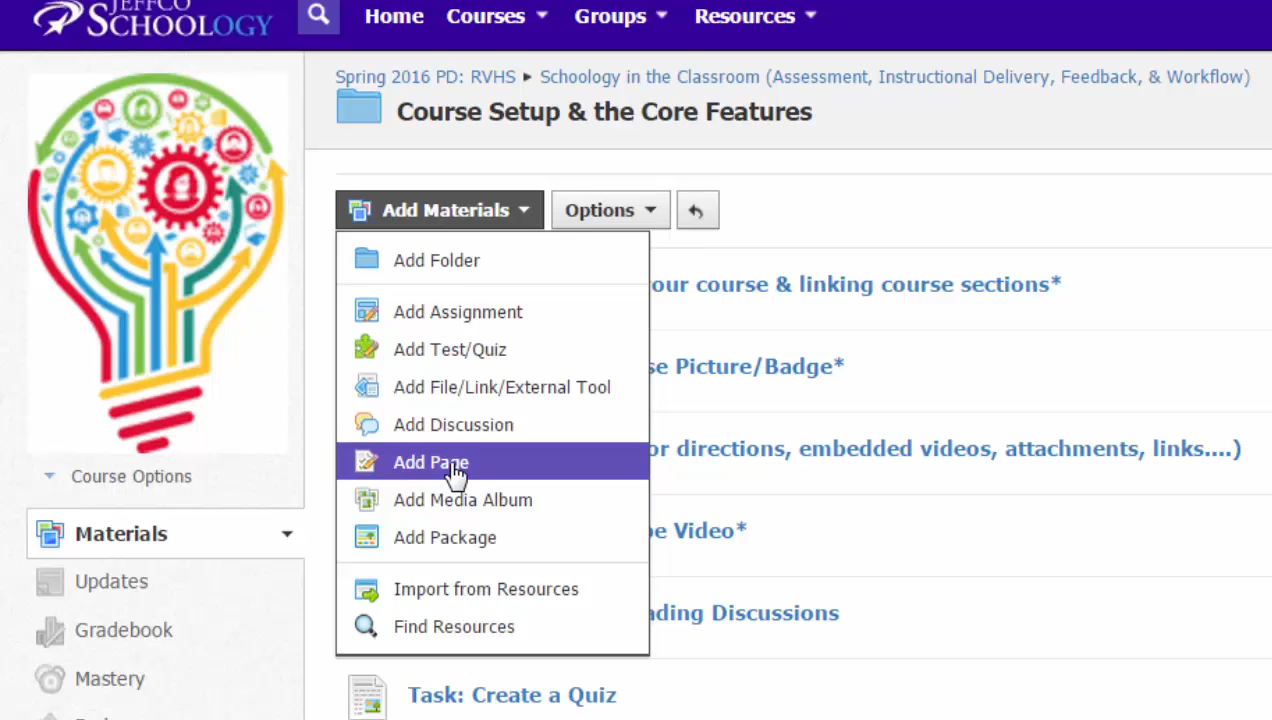 JEFFCO
SCHOOLOGY
Home Courses Groups Resources
Spring 2016 PD: RVHS ▸ Schoology in the Classroom (Assessment, Instructional Delivery, Feedback, & Workflow)
Course Setup & the Core Features
Add Materials Options
Add Folder
our course & linking course sections*
Add Assignment
Add Test/Quiz
se Picture/Badge*
Add File/Link/External Tool
Add Discussion
or directions, embedded videos, attachments, links....)
Add Page
Add Media Album
be Video*
Add Package
Import from Resources
ading Discussions
Find Resources
Task: Create a Quiz
Course Options
Materials
Updates
Gradebook
Mastery